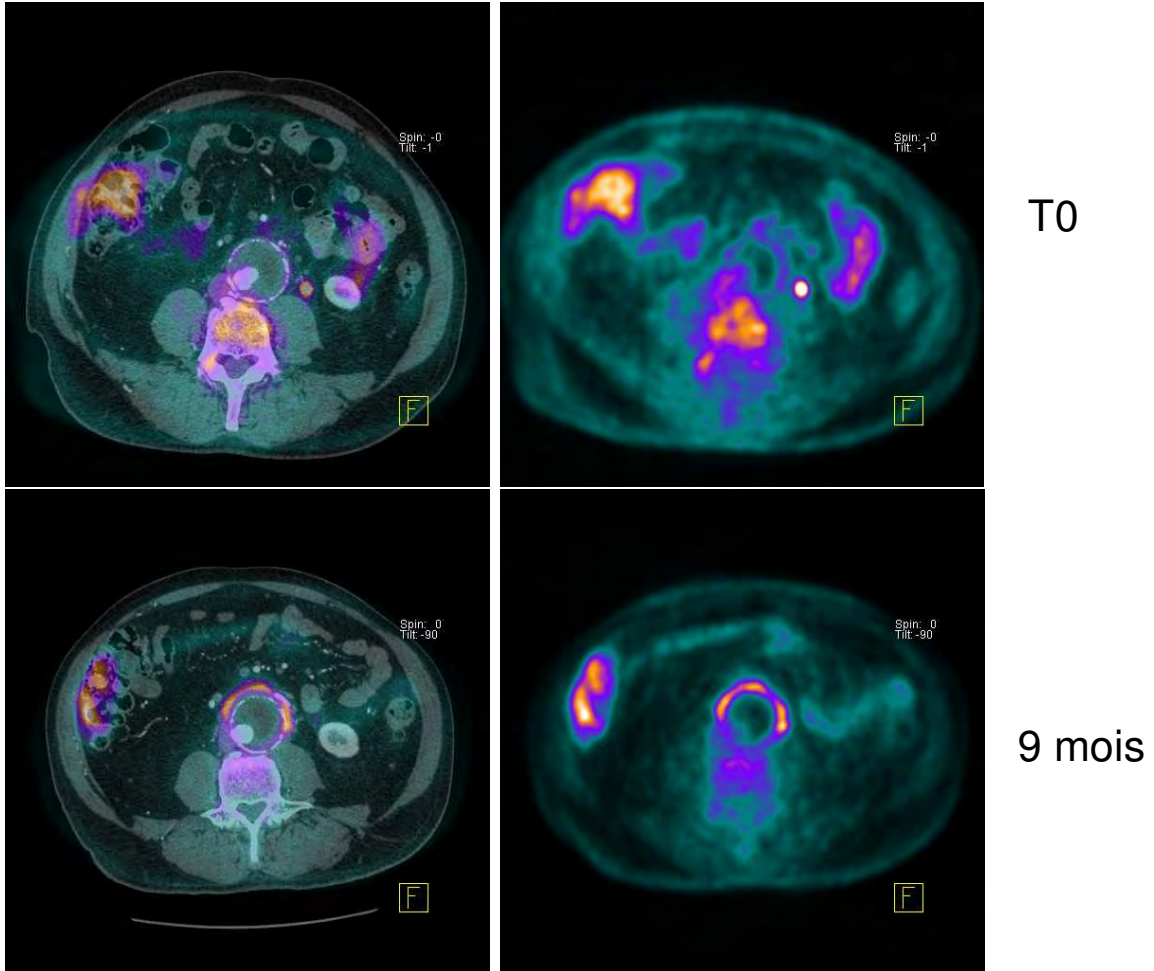 Spin: -0
Tilt: -1
Spin: -0
Tilt: -1
T0
F
F
Spin: 0
Tilt: -90
Spin: 0
Tilt: -90
9 mois
F
F